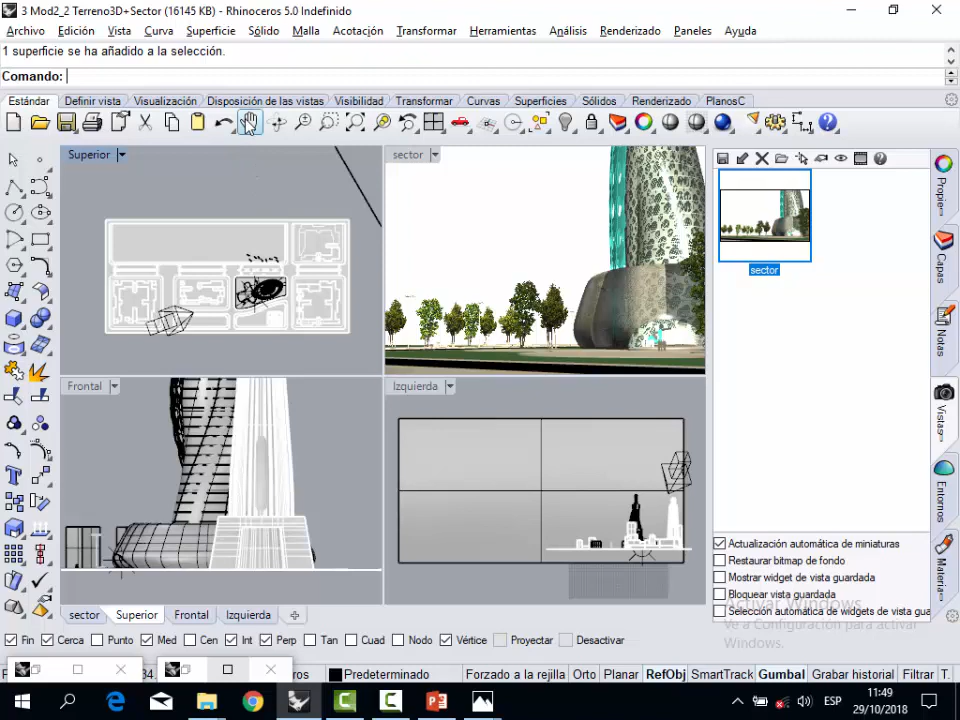 3 Mod2_2 Terreno3D+Sector (16145 KB) - Rhinoceros 5.0 Indefinido
Archivo Edición Vista Curva Superficie Sólido Malla Acotación Transformar Herramientas Análisis Renderizado Paneles Ayuda
1 superficie se ha añadido a la selección.
Comando:
Estándar Definir vista Visualización Disposición de las vistas Visibilidad Transformar Curvas Superficies Sólidos Renderizado PlanosC
Superior
sector
sector
Frontal
Izquierda
Propie
Capas
Notas
Vistas
Entornos
Materia
Actualización automática de miniaturas
Restaurar bitmap de fondo
Mostrar widget de vista guardada
Bloquear vista guardada
Selección automática de widgets de vista gua
Activar Windows
Ve a Configuración para activar
Windows.
sector Superior Frontal Izquierda
Fin Cerca Punto Med Cen Int Perp Tan Cuad Nodo Vértice Proyectar Desactivar
34. ros Predeterminado Forzado a la rejilla Orto Planar RefObj SmartTrack Gumbal Grabar historial Filtrar T.
ESP
11:49
29/10/2018